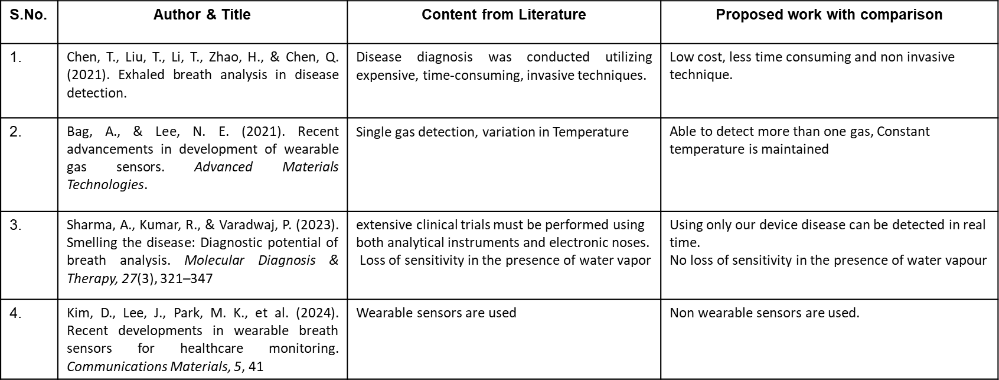 S.No.
Author & Title
Content from Literature
Proposed work with comparison
1.
Chen, T., Liu, T., Li, T., Zhao, H., & Chen, Q.
(2021). Exhaled breath analysis in disease
detection.
Disease diagnosis was conducted utilizing
expensive, time-consuming, invasive techniques.
Low cost, less time consuming and non invasive
technique.
2.
Bag, A., & Lee, N. E. (2021). Recent
advancements in development of wearable
gas sensors. Advanced Materials
Technologies.
Single gas detection, variation in Temperature
Able to detect more than one gas, Constant
temperature is maintained
3.
Sharma, A., Kumar, R., & Varadwaj, P. (2023).
Smelling the disease: Diagnostic potential of
breath analysis. Molecular Diagnosis &
Therapy, 27(3), 321–347
extensive clinical trials must be performed using
both analytical instruments and electronic noses.
Loss of sensitivity in the presence of water vapor
Using only our device disease can be detected in real
time.
No loss of sensitivity in the presence of water vapour
4.
Kim, D., Lee, J., Park, M. K., et al. (2024).
Recent developments in wearable breath
sensors for healthcare monitoring.
Communications Materials, 5, 41
Wearable sensors are used
Non wearable sensors are used.